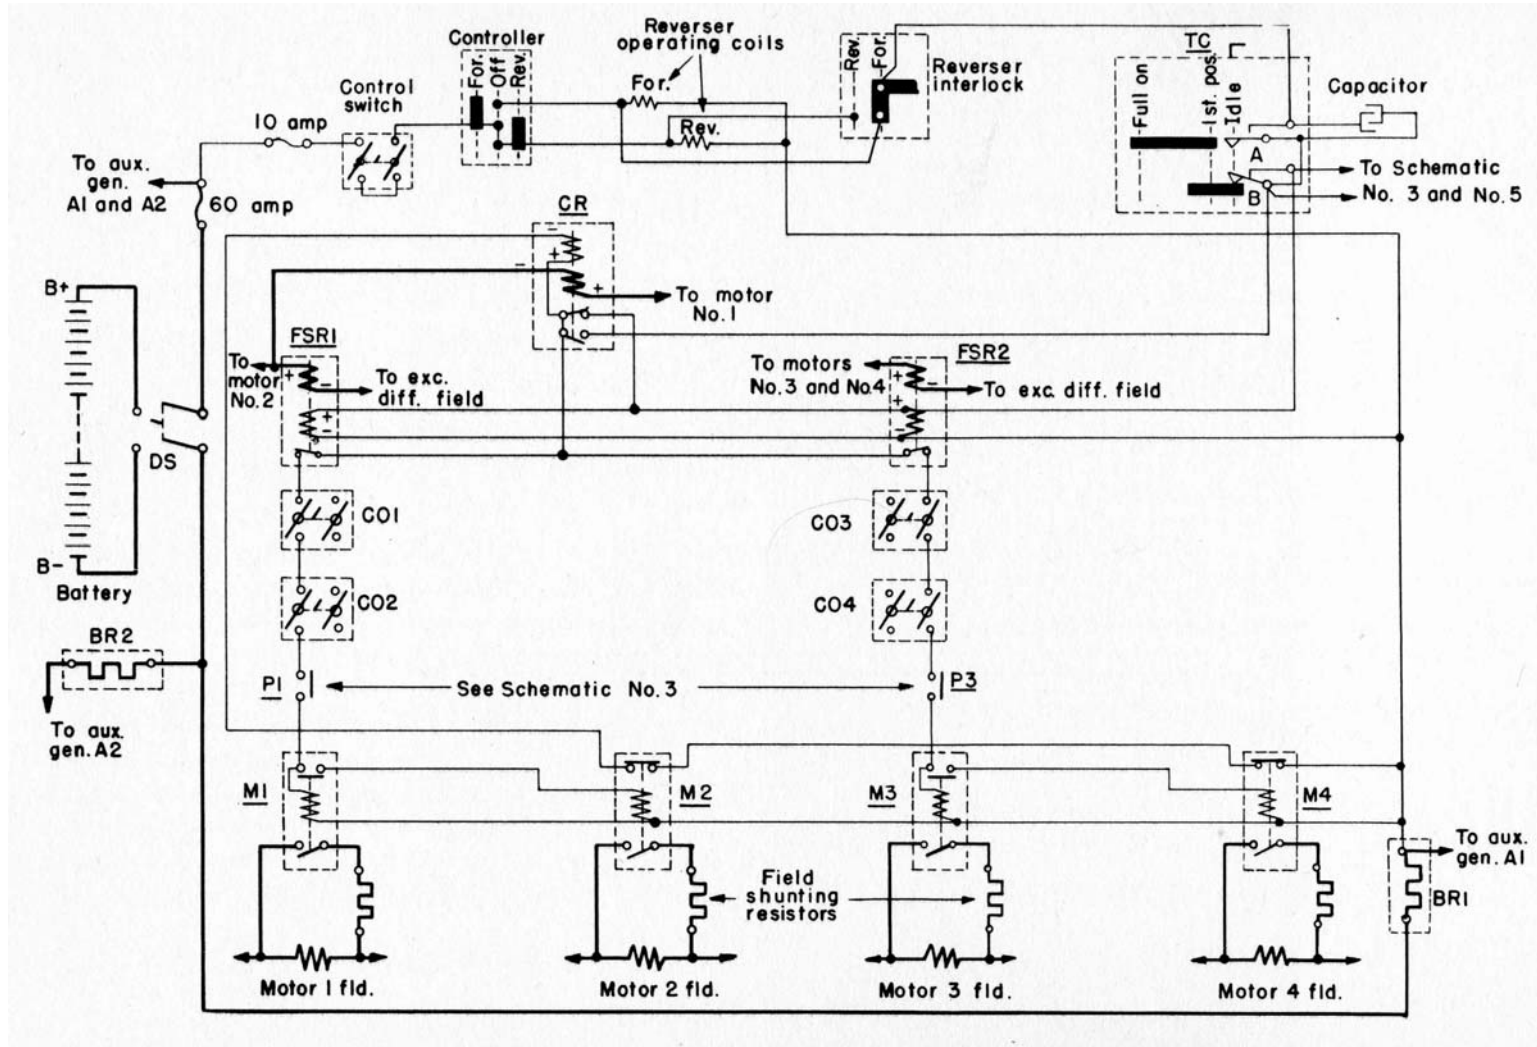 Reverser
operating coils
Controller
For.
Off
Rev.
For.
Rev.
Rev.
For.
Reverser
Interlock
TC
Full on
1st. pos.
Idle
A
B
Capacitor
Control
switch
10 amp
To aux.
gen.
A1 and A2
60 amp
To Schematic
No. 3 and No. 5
CR
-
+
-
+
To motor
No. 1
B+
FSR1
To
motor
No. 2
+
-
To exc.
diff. field
+
-
To motors
No. 3 and No. 4
FSR2
+
-
To exc. diff. field
+
-
DS
B-
Battery
CO1
CO3
CO2
CO4
BR2
To aux.
gen. A2
P1
See Schematic No. 3
P3
M1
M2
M3
M4
To aux.
gen. A1
BR1
Field
shunting
resistors
Motor 1 fld.
Motor 2 fld.
Motor 3 fld.
Motor 4 fld.